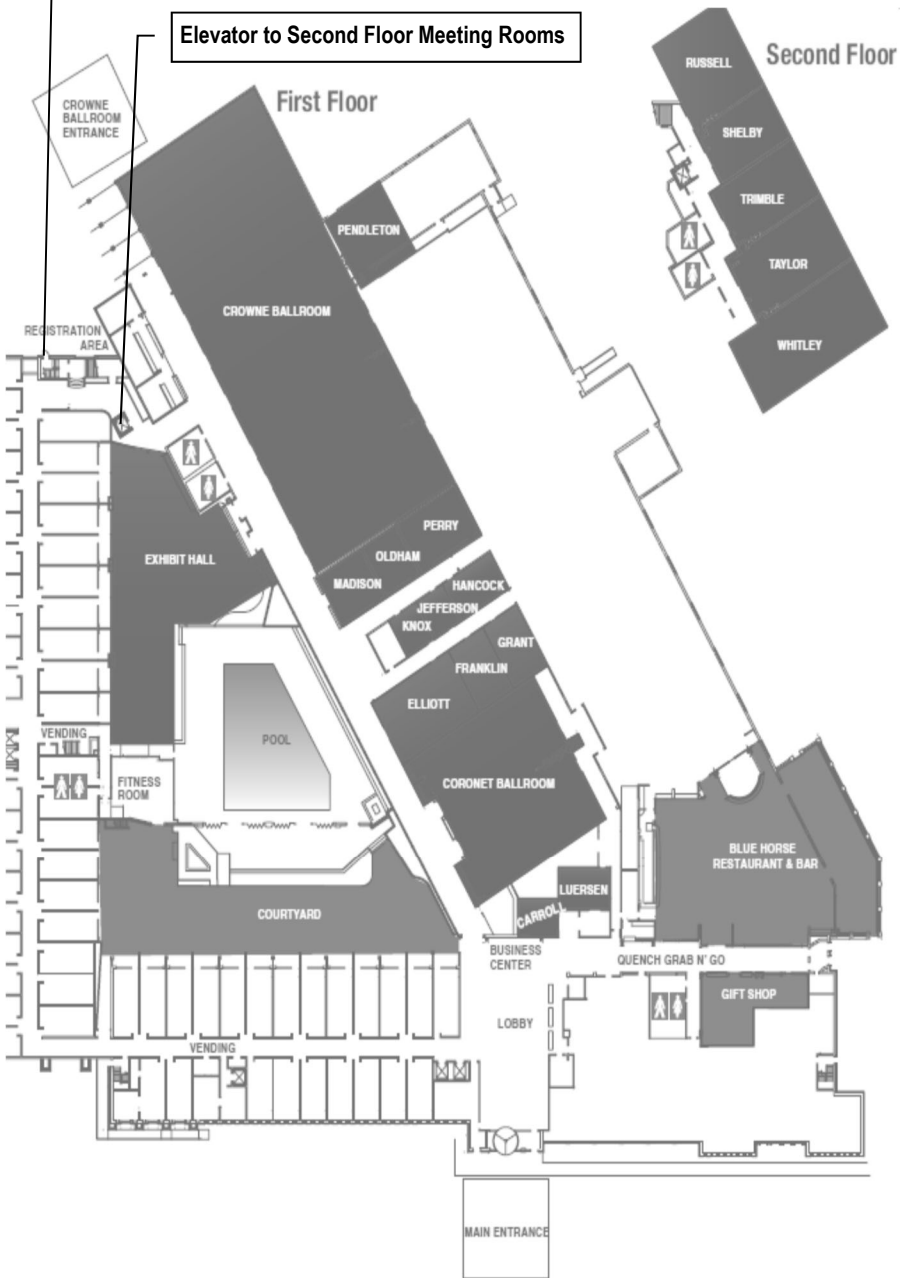 Elevator to Second Floor Meeting Rooms
Second Floor
RUSSELL
SHELBY
TRIMBLE
TAYLOR
WHITLEY
First Floor
CROWNE
BALLROOM
ENTRANCE
PENDLETON
CROWNE BALLROOM
REGISTRATION
AREA
PERRY
OLDHAM
MADISON
EXHIBIT HALL
HANCOCK
JEFFERSON
KNOX
GRANT
FRANKLIN
ELLIOTT
VENDING
POOL
FITNESS
ROOM
CORONET BALLROOM
BLUE HORSE
RESTAURANT & BAR
LUERSEN
CARROLL
COURTYARD
BUSINESS
CENTER
QUENCH GRAB N' GO
GIFT SHOP
LOBBY
VENDING
MAIN ENTRANCE